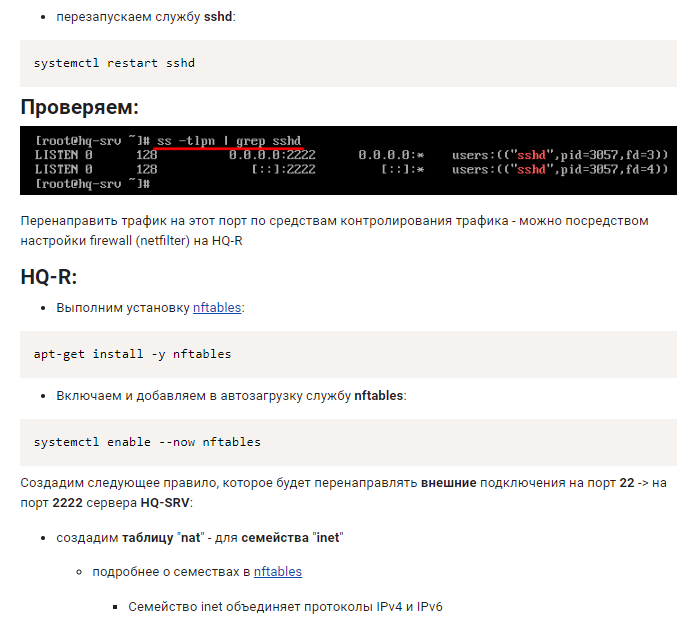 перезапускаем службу sshd:
systemctl restart sshd
Проверяем:
[root@hq-srv ~]# ss -tlpn | grep sshd
LISTEN 0 128 0.0.0.0:2222 0.0.0.0:* users:(("sshd",pid=3057,fd=3))
LISTEN 0 128 [::]:2222 [::]:* users:(("sshd",pid=3057,fd=4))
[root@hq-srv ~]#
Перенаправить трафик на этот порт по средствам контролирования трафика - можно посредством
настройки firewall (netfilter) на HQ-R
HQ-R:
Выполним установку nftables:
apt-get install -y nftables
Включаем и добавляем в автозагрузку службу nftables:
systemctl enable --now nftables
Создадим следующее правило, которое будет перенаправлять внешние подключения на порт 22 -> на
порт 2222 сервера HQ-SRV:
создадим таблицу "nat" - для семейства "inet"
подробнее о семествах в nftables
Семейство inet объединяет протоколы IPv4 и IPv6